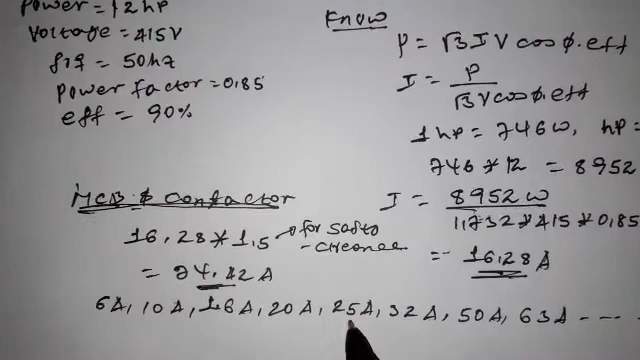 Power = 12 hp
Voltage = 415V
frq = 50hz
Power factor = 0.85
eff = 90%
Know
P = √3 I V cos φ. eff
I = P / √3 V cos φ. eff
1 hp = 746 w, hp =
746 * 12 = 8952
I = 8952 w / 1.732 * 415 * 0.85
= 16.28 A
MCB & Contactor
16.28 * 1.5 for
= 24.42 A
6A, 10A, 16A, 20A, 25A, 32A, 50A, 63A - - - -